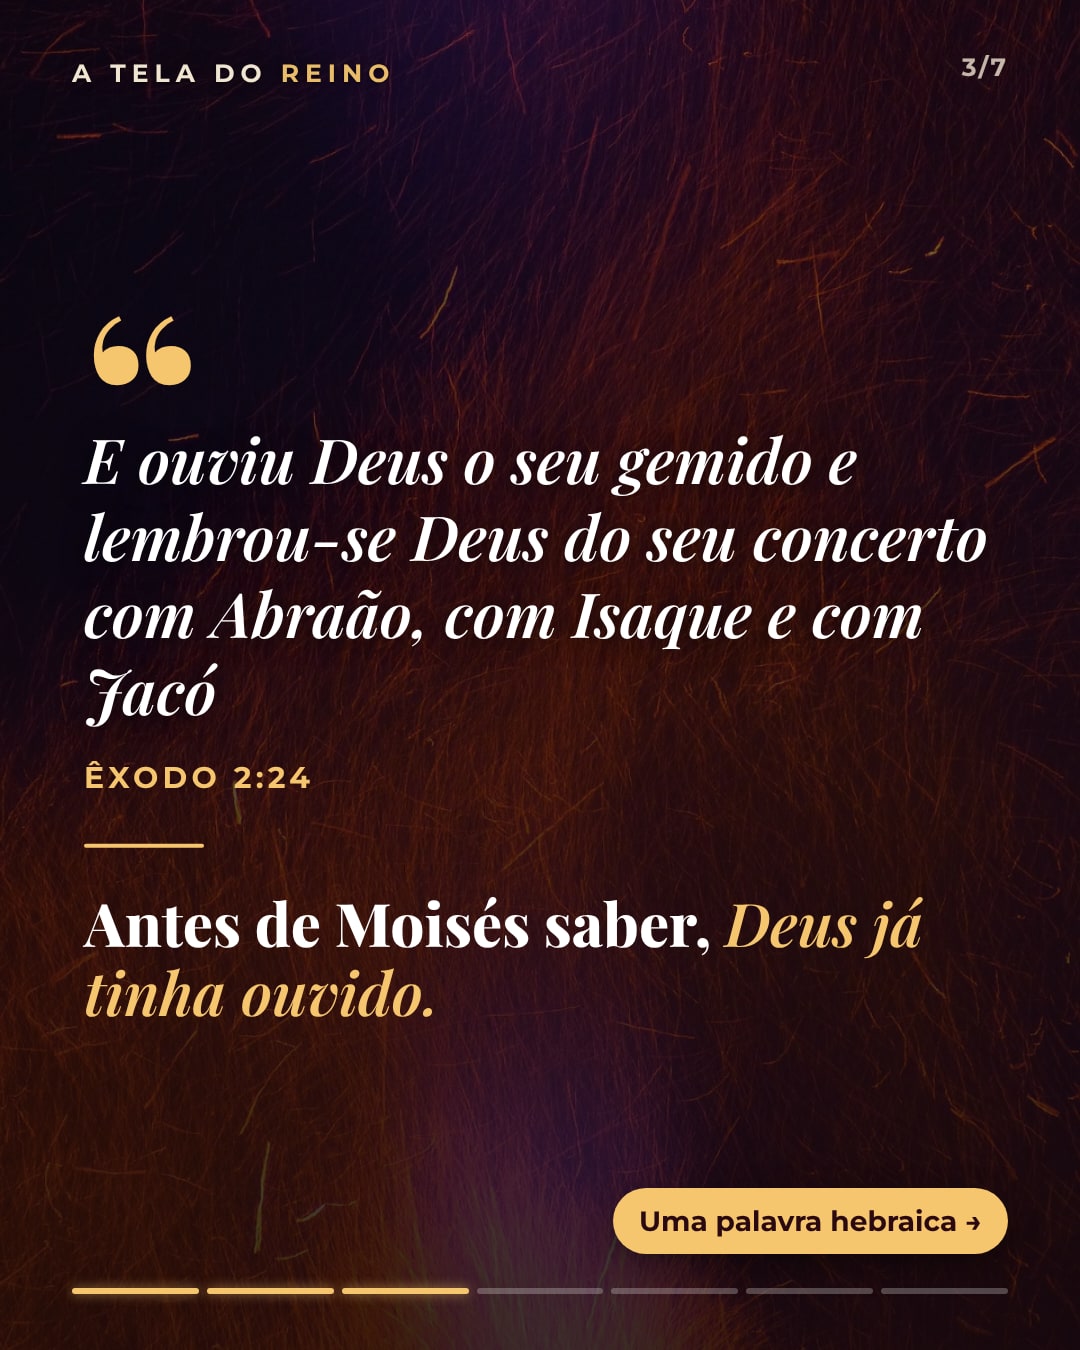 A TELA DO REINO
3/7
“
E ouviu Deus o seu gemido e
lembrou-se Deus do seu concerto
com Abraão, com Isaque e com
Jacó
ÊXODO 2:24
Antes de Moisés saber, Deus já
tinha ouvido.
Uma palavra hebraica →